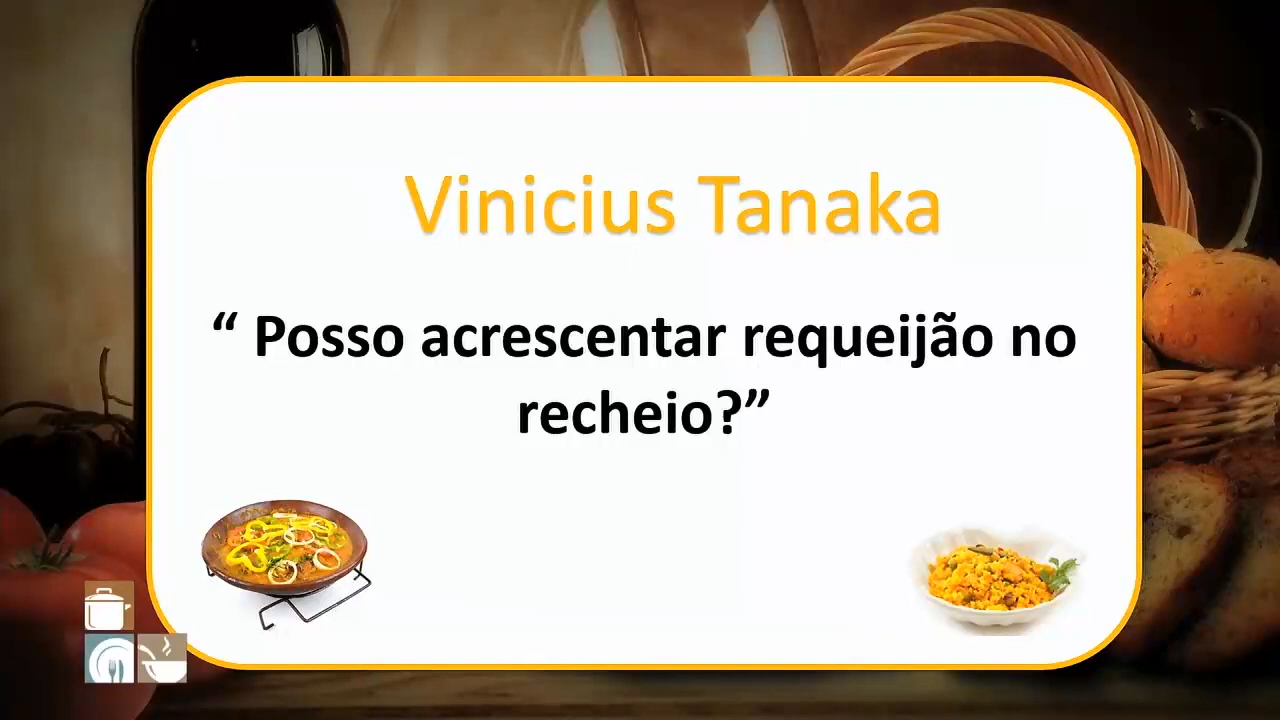 Vinicius Tanaka
“ Posso acrescentar requeijão no
recheio?”